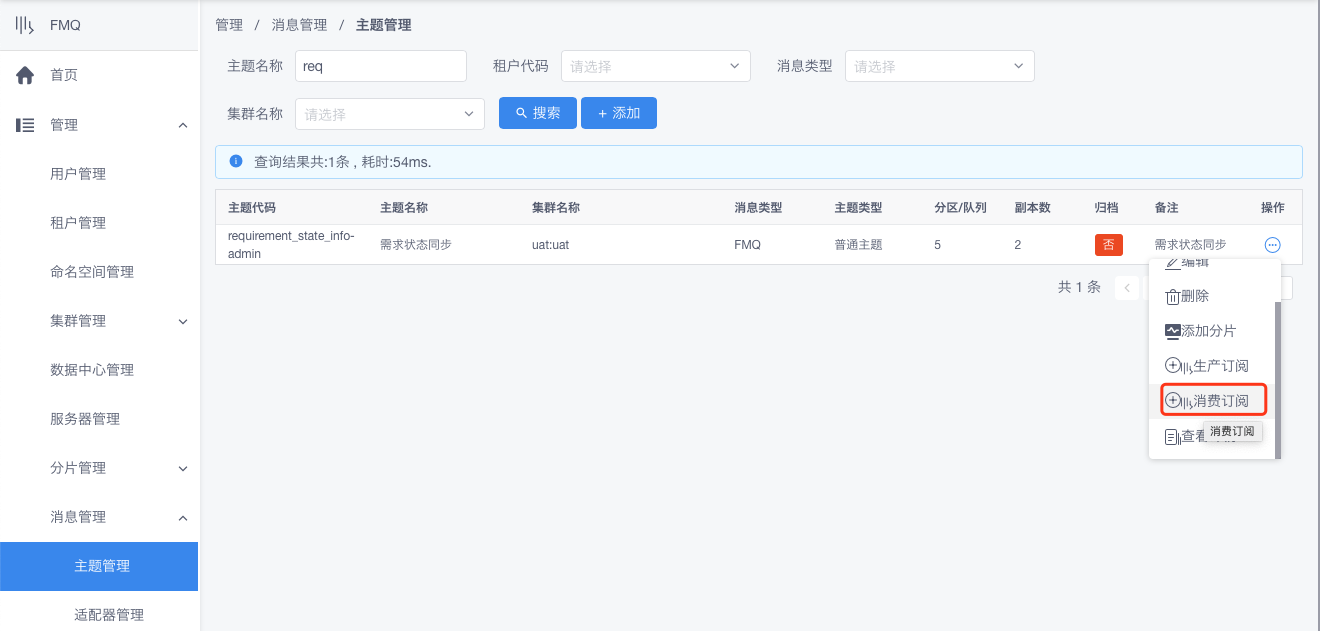 FMQ
首页
管理
用户管理
租户管理
命名空间管理
集群管理
数据中心管理
服务器管理
分片管理
消息管理
主题管理
适配器管理
管理 / 消息管理 / 主题管理
主题名称 req 租户代码 请选择 消息类型 请选择
集群名称 请选择 搜索 + 添加
查询结果共:1条 , 耗时:54ms.
主题代码 主题名称 集群名称 消息类型 主题类型 分区/队列 副本数 归档 备注 操作
requirement_state_info-admin 需求状态同步 uat:uat FMQ 普通主题 5 2 否 需求状态同步
共 1 条
编辑
删除
添加分片
生产订阅
消费订阅
查看
消费订阅